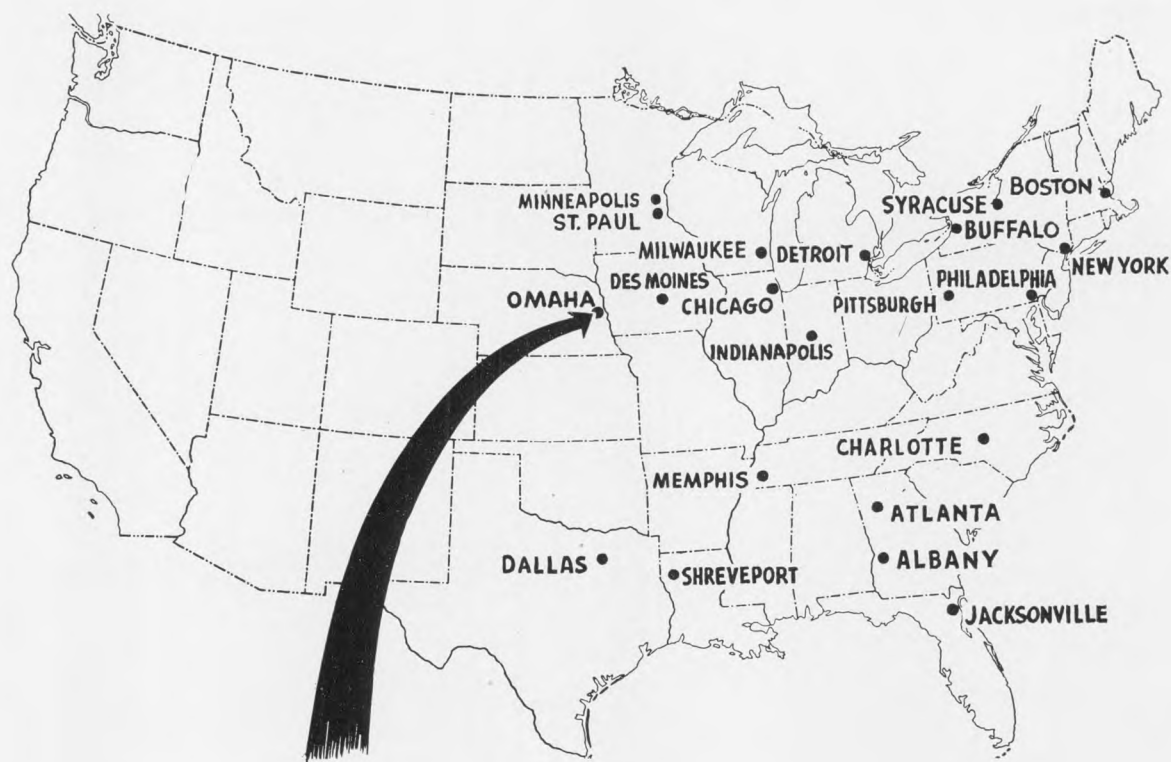 MINNEAPOLIS
ST. PAUL
BOSTON
SYRACUSE
BUFFALO
MILWAUKEE
DETROIT
NEW YORK
DES MOINES
PHILADELPHIA
OMAHA
CHICAGO
PITTSBURGH
INDIANAPOLIS
CHARLOTTE
MEMPHIS
ATLANTA
DALLAS
ALBANY
SHREVEPORT
JACKSONVILLE